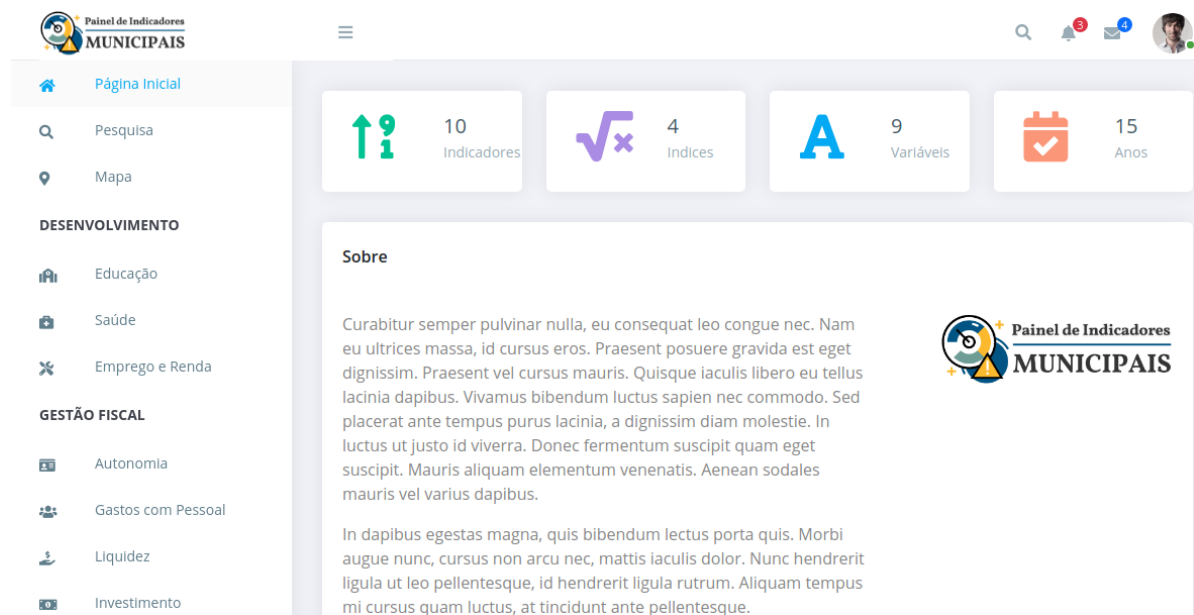 Painel de Indicadores
MUNICIPAIS
3
4
Página Inicial
Pesquisa
Mapa
DESENVOLVIMENTO
Educação
Saúde
Emprego e Renda
GESTÃO FISCAL
Autonomia
Gastos com Pessoal
Liquidez
Investimento
10
Indicadores
4
Indices
9
Variáveis
15
Anos
Sobre
Curabitur semper pulvinar nulla, eu consequat leo congue nec. Nam
eu ultrices massa, id cursus eros. Praesent posuere gravida est eget
dignissim. Praesent vel cursus mauris. Quisque iaculis libero eu tellus
lacinia dapibus. Vivamus bibendum luctus sapien nec commodo. Sed
placerat ante tempus purus lacinia, a dignissim diam molestie. In
luctus ut justo id viverra. Donec fermentum suscipit quam eget
suscipit. Mauris aliquam elementum venenatis. Aenean sodales
mauris vel varius dapibus.
In dapibus egestas magna, quis bibendum lectus porta quis. Morbi
augue nunc, cursus non arcu nec, mattis iaculis dolor. Nunc hendrerit
ligula ut leo pellentesque, id hendrerit ligula rutrum. Aliquam tempus
mi cursus quam luctus, at tincidunt ante pellentesque.
Painel de Indicadores
MUNICIPAIS